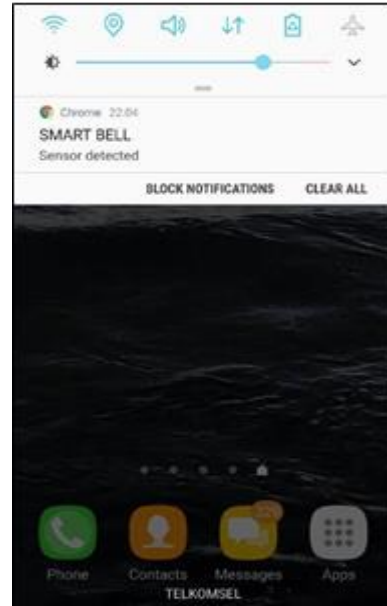 Chrome 22:04
SMART BELL
Sensor detected
BLOCK NOTIFICATIONS CLEAR ALL
Phone Contacts Messages Apps
TELKOMSEL